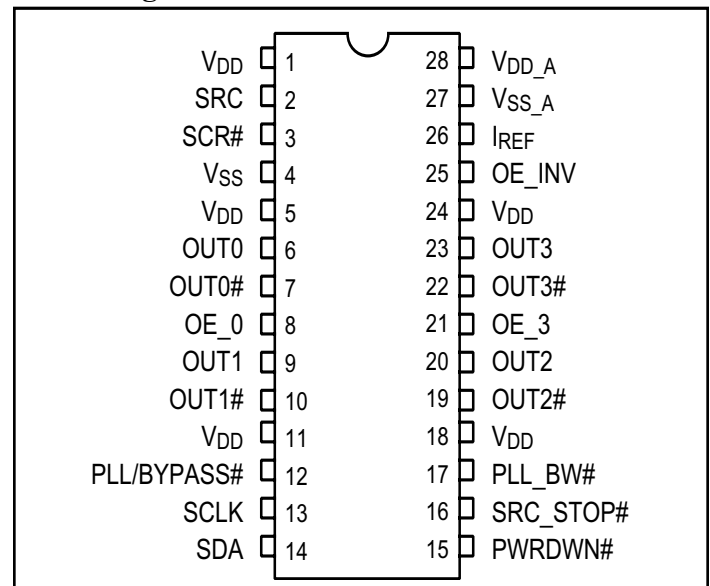 VDD 1 28 VDD_A
SRC 2 27 VSS_A
SCR# 3 26 IREF
VSS 4 25 OE_INV
VDD 5 24 VDD
OUT0 6 23 OUT3
OUT0# 7 22 OUT3#
OE_0 8 21 OE_3
OUT1 9 20 OUT2
OUT1# 10 19 OUT2#
VDD 11 18 VDD
PLL/BYPASS# 12 17 PLL_BW#
SCLK 13 16 SRC_STOP#
SDA 14 15 PWRDWN#